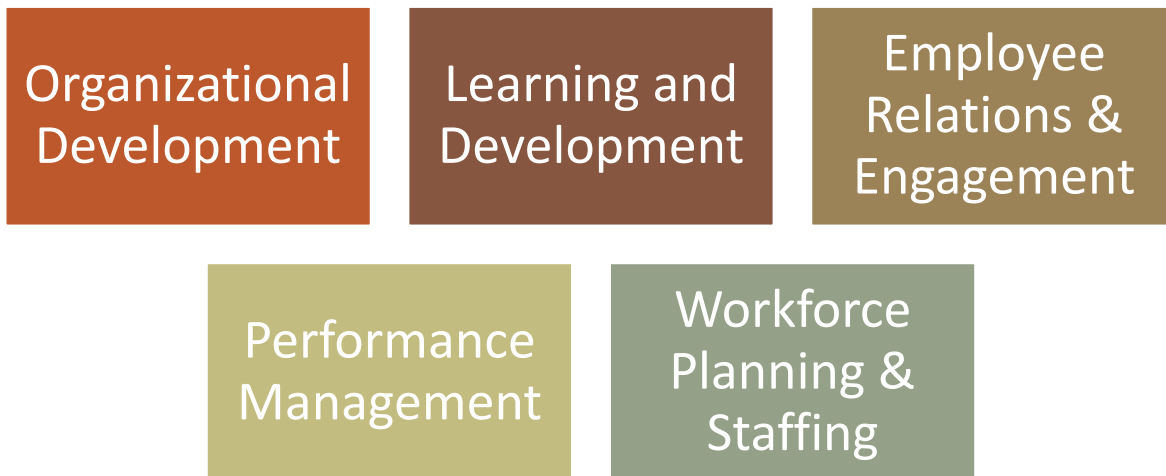 Organizational
Development
Learning and
Development
Employee
Relations &
Engagement
Performance
Management
Workforce
Planning &
Staffing